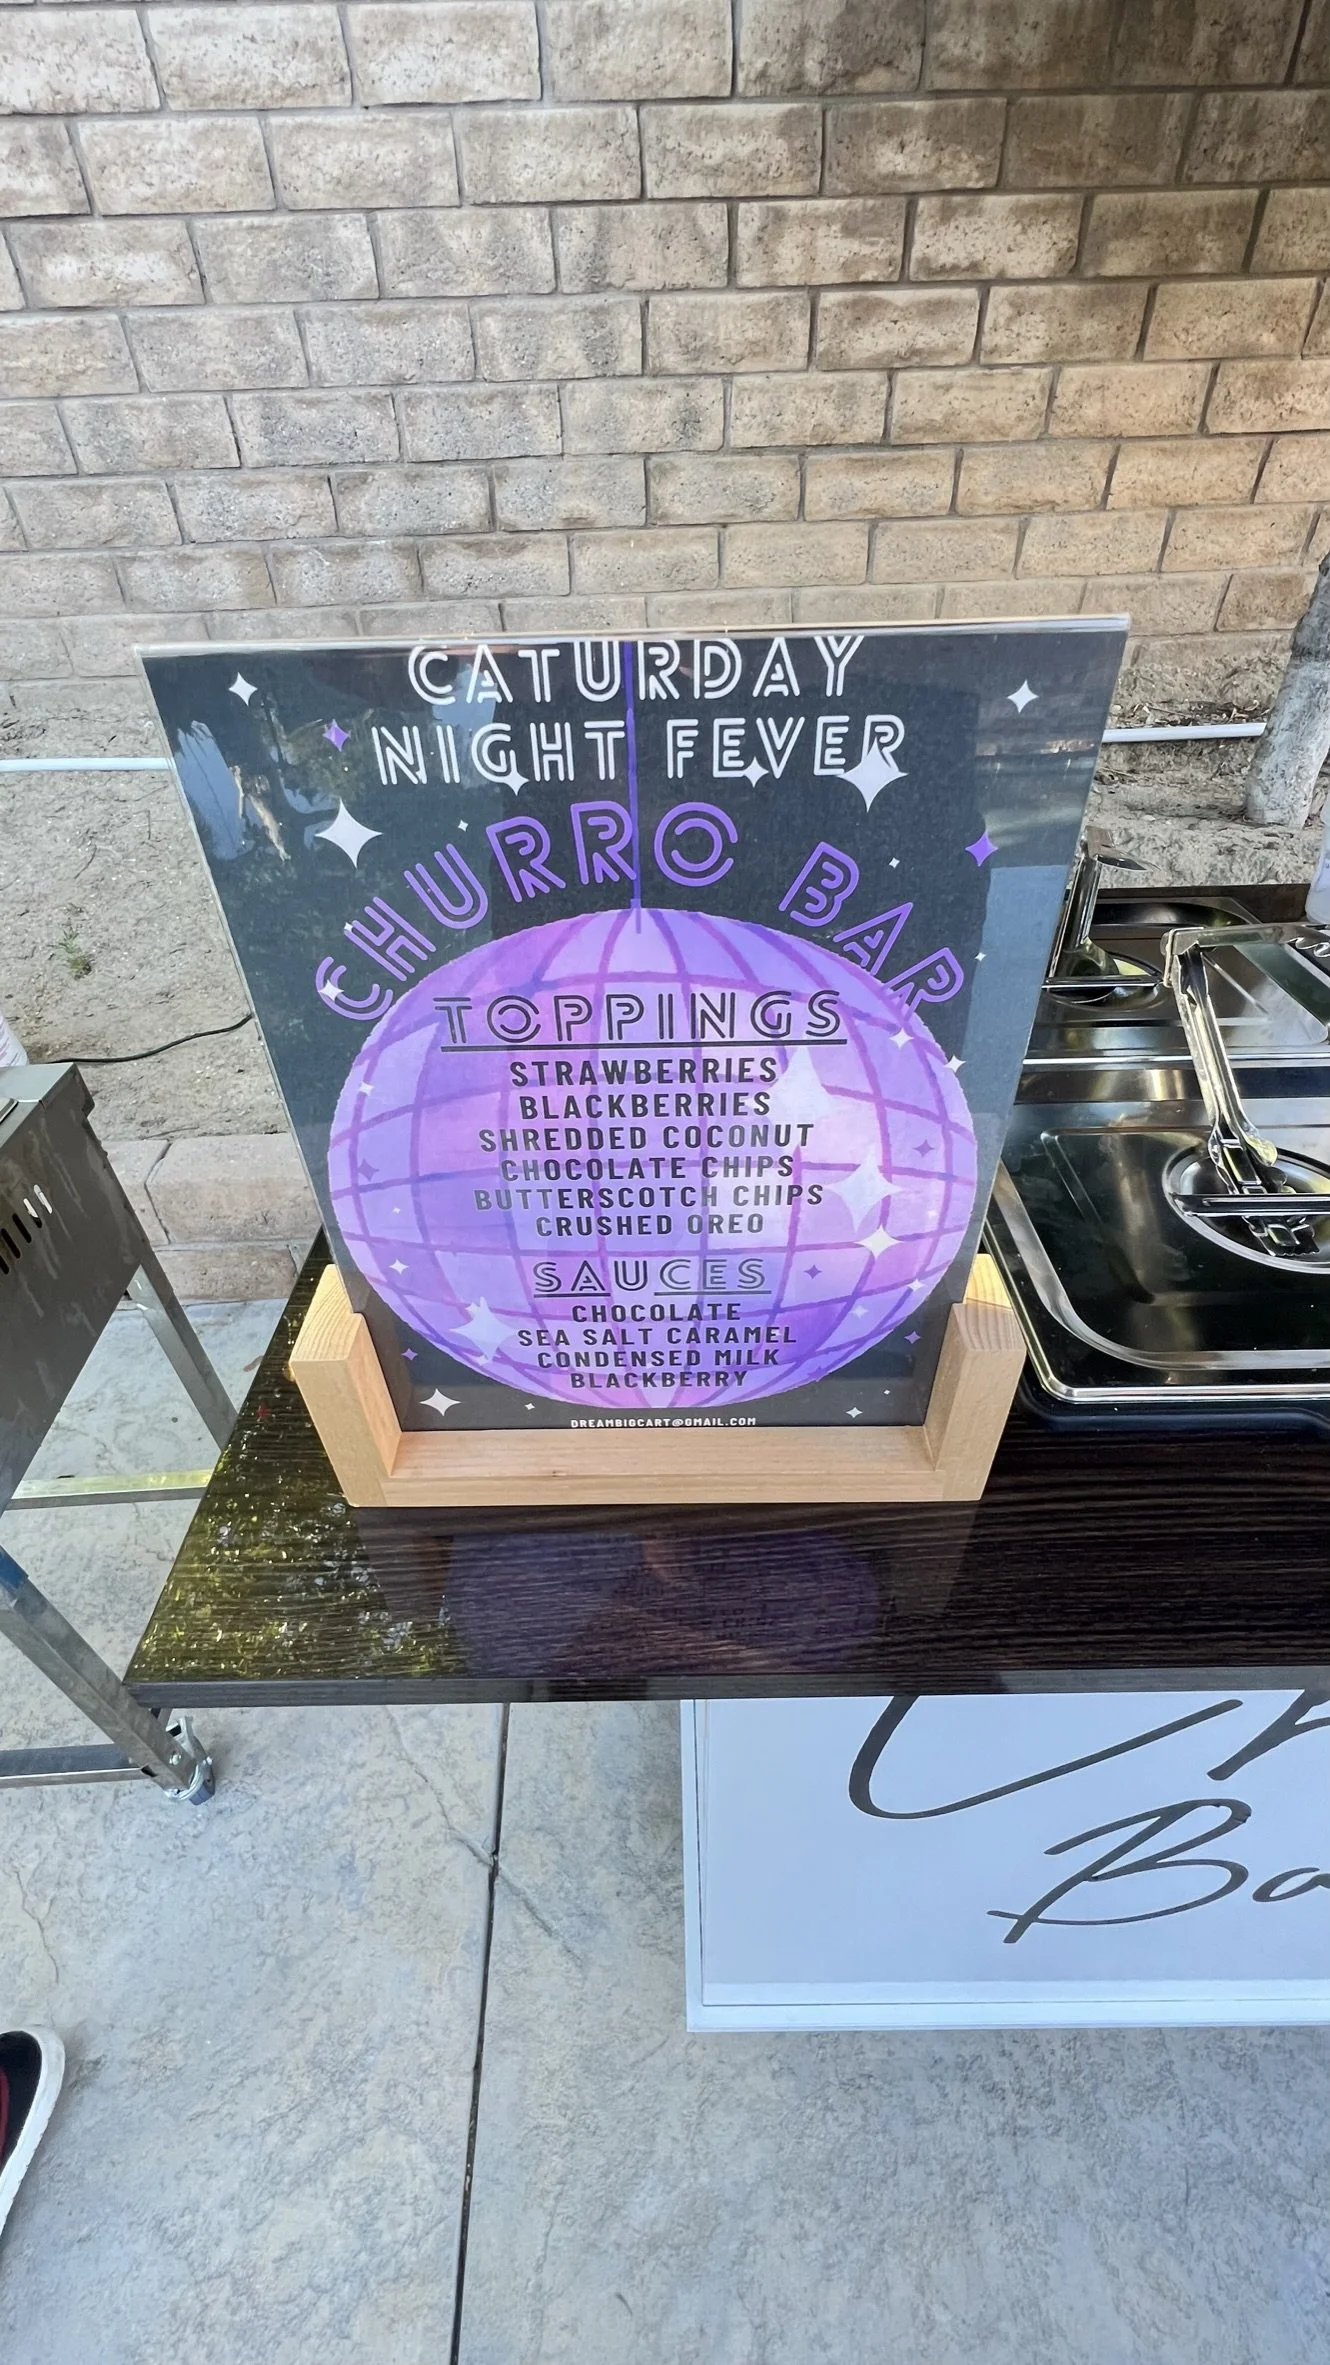 CATURDAY
NIGHT FEVER
CHURRO BAR
TOPPINGS
STRAWBERRIES
BLACKBERRIES
SHREDDED COCONUT
CHOCOLATE CHIPS
BUTTERSCOTCH CHIPS
CRUSHED OREO
SAUCES
CHOCOLATE
SEA SALT CARAMEL
CONDENSED MILK
BLACKBERRY
DREAMBIGCART@GMAIL.COM